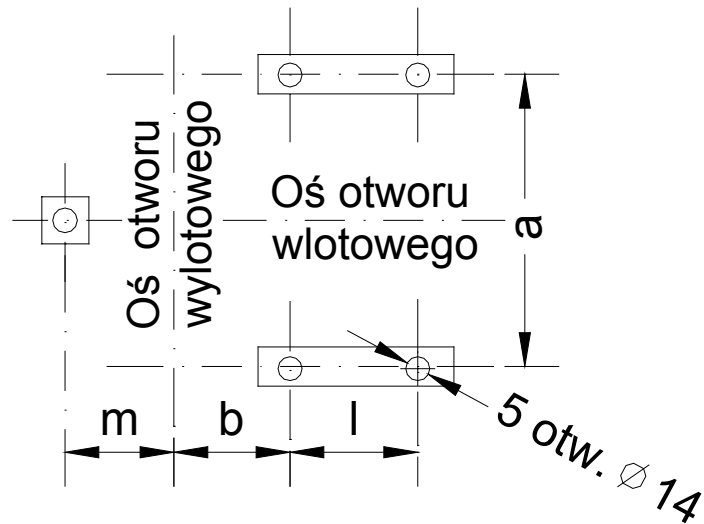 Oś otworu
wylotowego
Oś otworu
wlotowego
a
m
b
l
5 otw. ⌀ 14